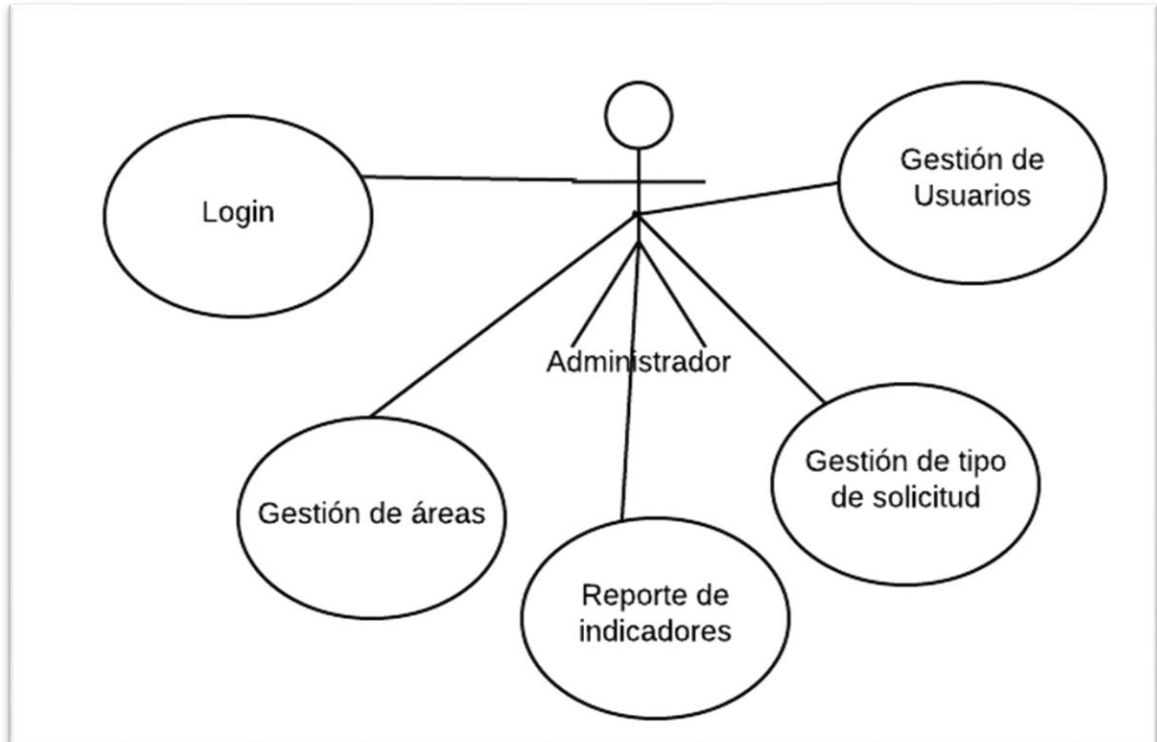 Login
Gestión de
Usuarios
Administrador
Gestión de áreas
Gestión de tipo
de solicitud
Reporte de
indicadores